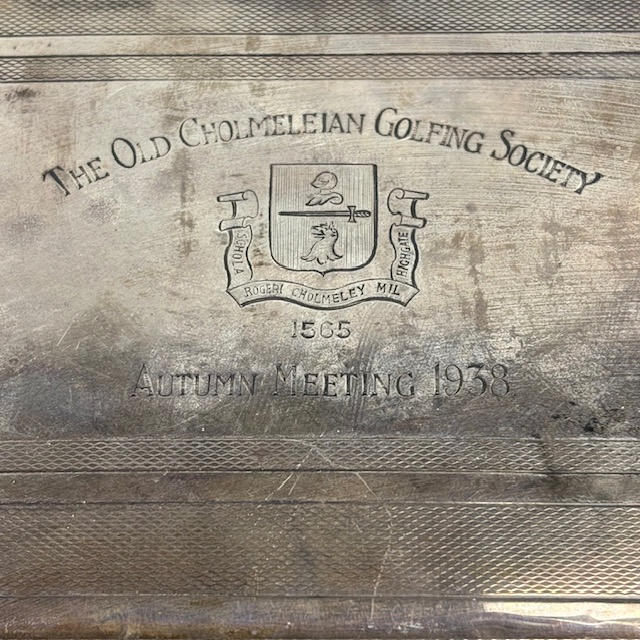 THE OLD CHOLMELEIAN GOLFING SOCIETY
SCHOLA ROGERI CHOLMELEY MIL HIGHGATE
1565
AUTUMN MEETING 1938